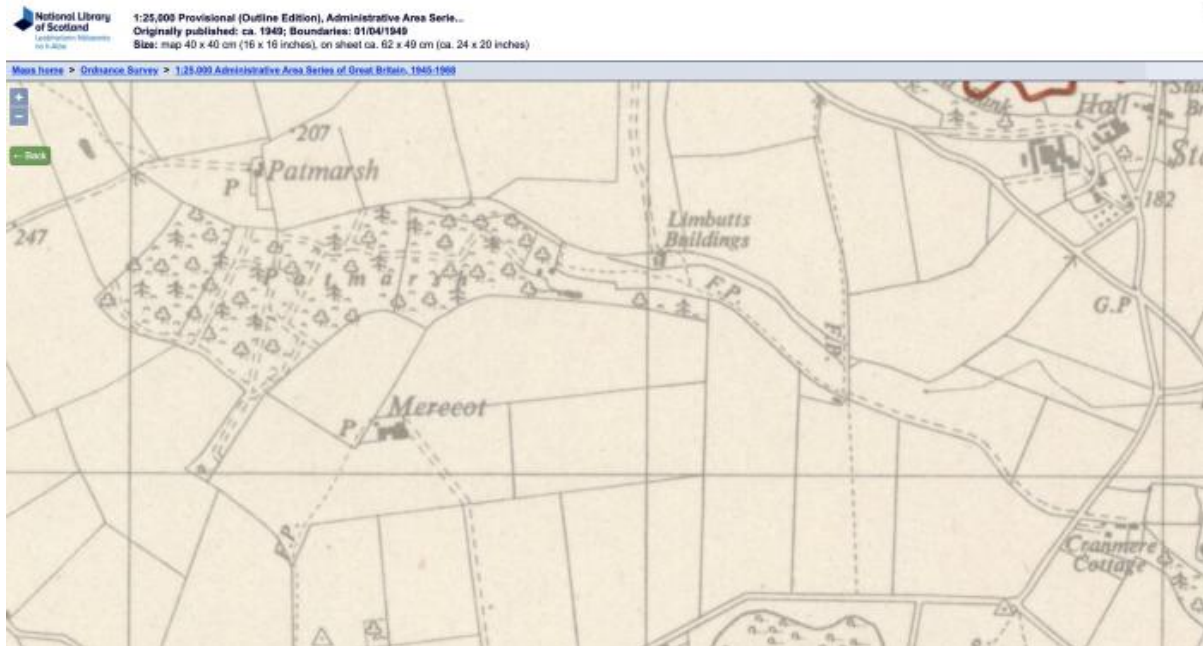 National Library
of Scotland
1:25,000 Provisional (Outline Edition), Administrative Area Serie...
Originally published: ca. 1949; Boundaries: 01/04/1949
Size: map 40 x 40 cm (16 x 16 inches), on sheet ca. 62 x 49 cm (ca. 24 x 20 inches)
Maps home > Ordnance Survey > 1:25,000 Administrative Area Series of Great Britain, 1945-1968
+
−
← Back
207
Patmarsh
P
247
Hall
182
Limbutts
Buildings
Patmarsh
F.P.
F.P.
G.P
Merecot
P.
F.P.
Cranmere
Cottage